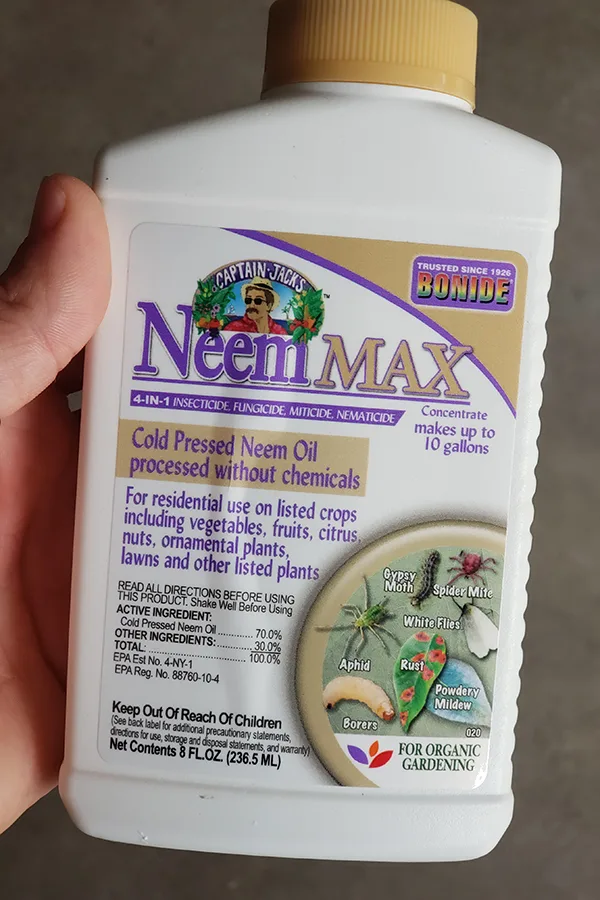 CAPTAIN JACK'S
TRUSTED SINCE 1926
BONIDE
Neem MAX
4-IN-1 INSECTICIDE, FUNGICIDE, MITICIDE, NEMATICIDE
Concentrate
makes up to
10 gallons
Cold Pressed Neem Oil
processed without chemicals
For residential use on listed crops
including vegetables, fruits, citrus,
nuts, ornamental plants,
lawns and other listed plants
READ ALL DIRECTIONS BEFORE USING
THIS PRODUCT. Shake Well Before Using
ACTIVE INGREDIENT:
Cold Pressed Neem Oil ............ 70.0%
OTHER INGREDIENTS: ............ 30.0%
TOTAL: ............ 100.0%
EPA Est No. 4-NY-1
EPA Reg. No. 88760-10-4
Gypsy
Moth
Spider Mite
White Flies
Aphid
Rust
Powdery
Mildew
Borers
020
Keep Out Of Reach Of Children
(See back label for additional precautionary statements,
directions for use, storage and disposal statements, and warranty)
Net Contents 8 FL.OZ. (236.5 ML)
FOR ORGANIC
GARDENING